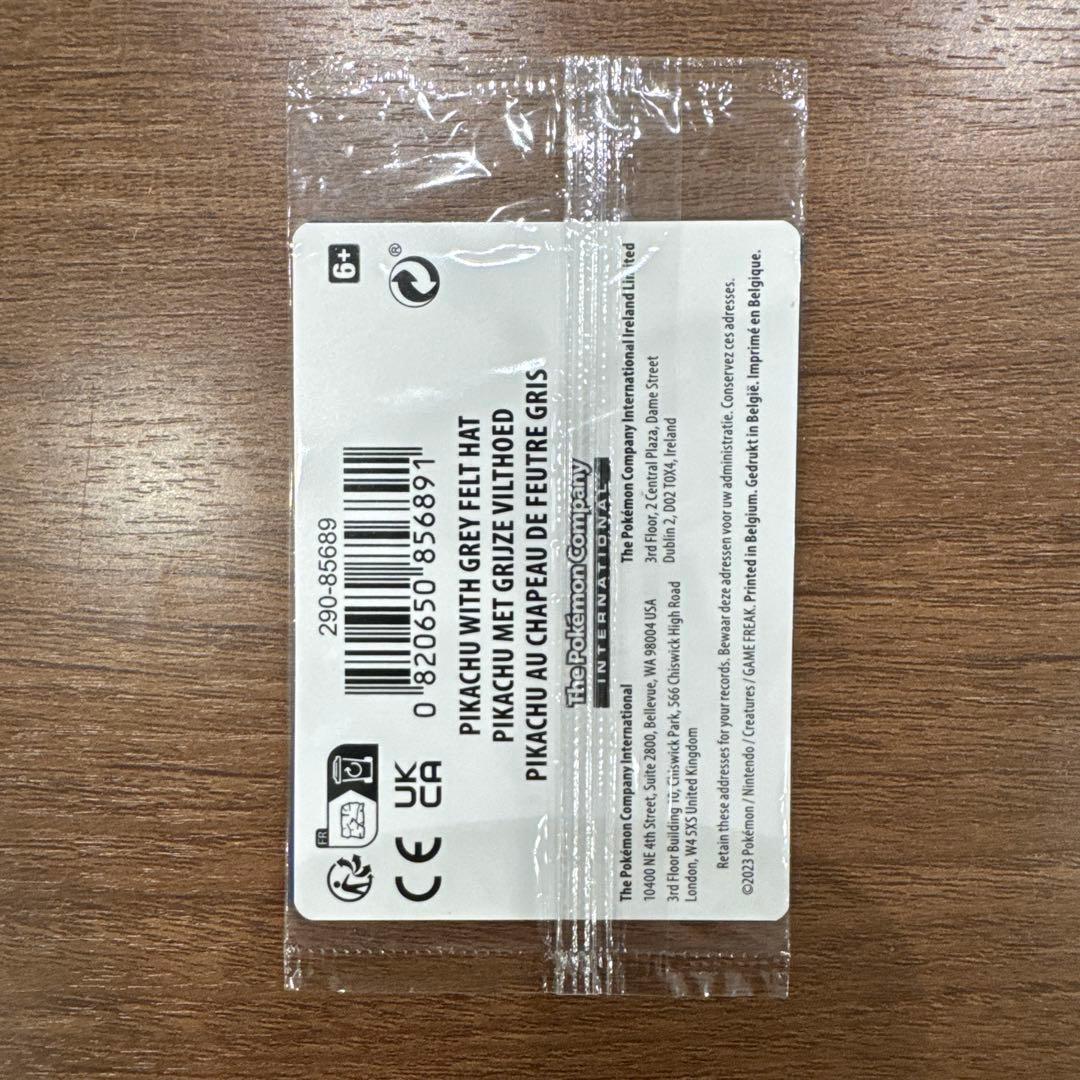 6+
®
290-85689
0 820650 856891
FR
CE
UK
CA
PIKACHU WITH GREY FELT HAT
PIKACHU MET GRIJZE VILTHOED
PIKACHU AU CHAPEAU DE FEUTRE GRIS
The Pokémon Company
INTERNATIONAL
The Pokémon Company International
10400 NE 4th Street, Suite 2800, Bellevue, WA 98004 USA
3rd Floor Building 10, Chiswick Park, 566 Chiswick High Road
London, W4 5XS United Kingdom
The Pokémon Company International Ireland Limited
3rd Floor, 2 Central Plaza, Dame Street
Dublin 2, D02 T0X4, Ireland
Retain these addresses for your records. Bewaar deze adressen voor uw administratie. Conservez ces adresses.
©2023 Pokémon / Nintendo / Creatures / GAME FREAK. Printed in Belgium. Gedrukt in België. Imprimé en Belgique.